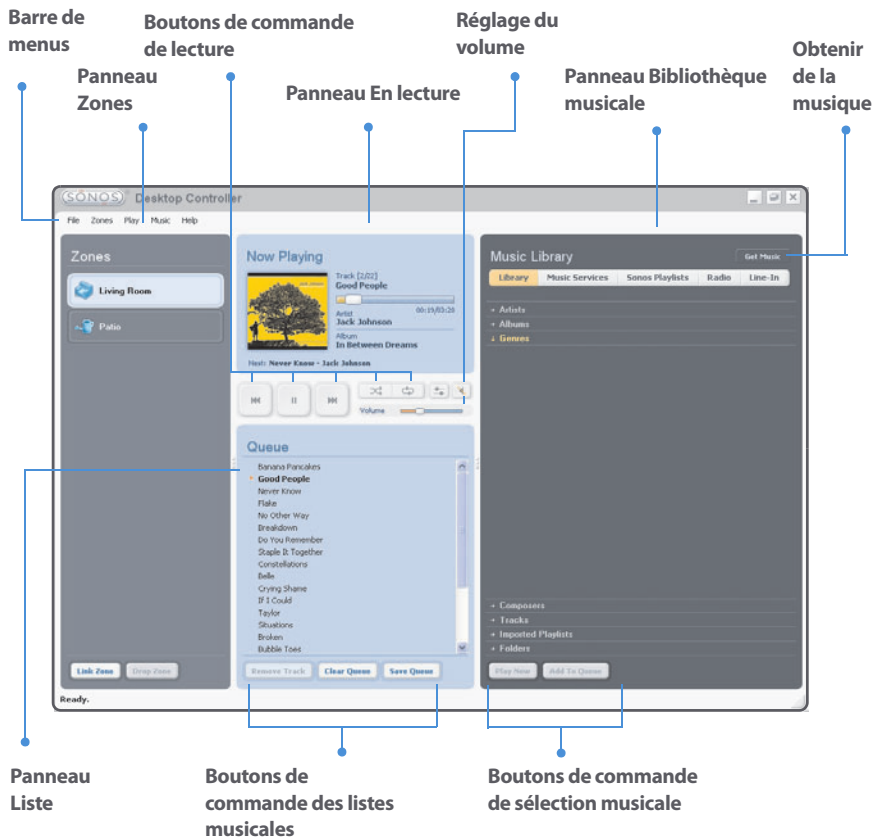 Barre de
menus
Boutons de commande
de lecture
Réglage du
volume
Obtenir
de la
musique
Panneau
Zones
Panneau En lecture
Panneau Bibliothèque
musicale
SONOS Desktop Controller
File Zones Play Music Help
Zones
Living Room
Patio
Link Zone Drop Zone
Now Playing
Track [2/22]
Good People
00:19/03:28
Artist
Jack Johnson
Album
In Between Dreams
Next: Never Know - Jack Johnson
Volume
Queue
Banana Pancakes
Good People
Never Know
Flake
No Other Way
Breakdown
Do You Remember
Staple It Together
Constellations
Belle
Crying Shame
If I Could
Taylor
Situations
Broken
Bubble Toes
Remove Track Clear Queue Save Queue
Music Library
Get Music
Library Music Services Sonos Playlists Radio Line-In
Artists
Albums
Genres
Composers
Tracks
Imported Playlists
Folders
Play Now Add To Queue
Ready.
Panneau
Liste
Boutons de
commande des listes
musicales
Boutons de commande
de sélection musicale